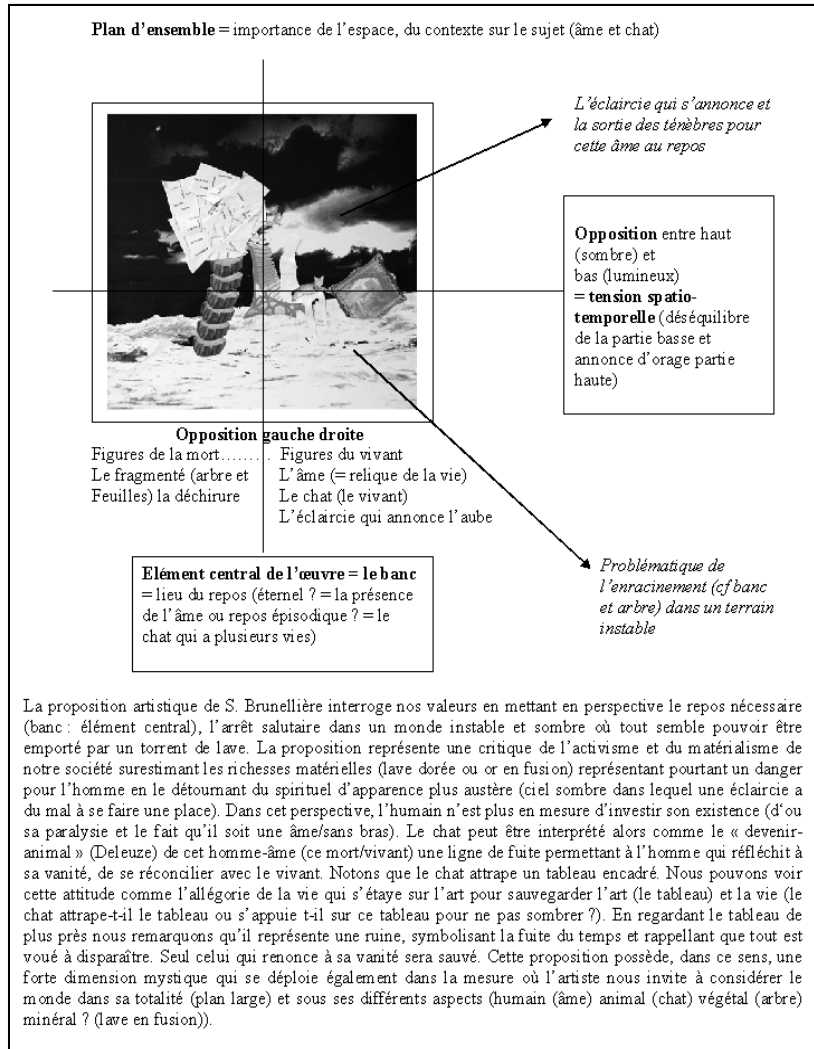 Plan d'ensemble = importance de l'espace, du contexte sur le sujet (âme et chat)
L'éclaircie qui s'annonce et
la sortie des ténèbres pour
cette âme au repos
Opposition entre haut
(sombre) et
bas (lumineux)
= tension spatio-
temporelle (déséquilibre
de la partie basse et
annonce d'orage partie
haute)
Opposition gauche droite
Figures de la mort......... Figures du vivant
Le fragmenté (arbre et L'âme (= relique de la vie)
Feuilles) la déchirure Le chat (le vivant)
L'éclaircie qui annonce l'aube
Elément central de l'œuvre = le banc
= lieu du repos (éternel ? = la présence
de l'âme ou repos épisodique ? = le
chat qui a plusieurs vies)
Problématique de
l'enracinement (cf banc
et arbre) dans un terrain
instable
La proposition artistique de S. Brunellière interroge nos valeurs en mettant en perspective le repos nécessaire
(banc : élément central), l'arrêt salutaire dans un monde instable et sombre où tout semble pouvoir être
emporté par un torrent de lave. La proposition représente une critique de l'activisme et du matérialisme de
notre société surestimant les richesses matérielles (lave dorée ou or en fusion) représentant pourtant un danger
pour l'homme en le détournant du spirituel d'apparence plus austère (ciel sombre dans lequel une éclaircie a
du mal à se faire une place). Dans cet perspective, l'humain n'est plus en mesure d'investir son existence (d'ou
sa paralysie et le fait qu'il soit une âme/sans bras). Le chat peut être interprété alors comme le « devenir-
animal » (Deleuze) de cet homme-âme (ce mort/vivant) une ligne de fuite permettant à l'homme qui réfléchit à
sa vanité, de se réconcilier avec le vivant. Notons que le chat attrape un tableau encadré. Nous pouvons voir
cette attitude comme l'allégorie de la vie qui s'étaye sur l'art pour sauvegarder l'art (le tableau) et la vie (le
chat attrape-t-il le tableau ou s'appuie t-il sur ce tableau pour ne pas sombrer ?). En regardant le tableau de
plus près nous remarquons qu'il représente une ruine, symbolisant la fuite du temps et rappellant que tout est
voué à disparaître. Seul celui qui renonce à sa vanité sera sauvé. Cette proposition possède, dans ce sens, une
forte dimension mystique qui se déploie également dans la mesure où l'artiste nous invite à considérer le
monde dans sa totalité (plan large) et sous ses différents aspects (humain (âme) animal (chat) végétal (arbre)
minéral ? (lave en fusion)).